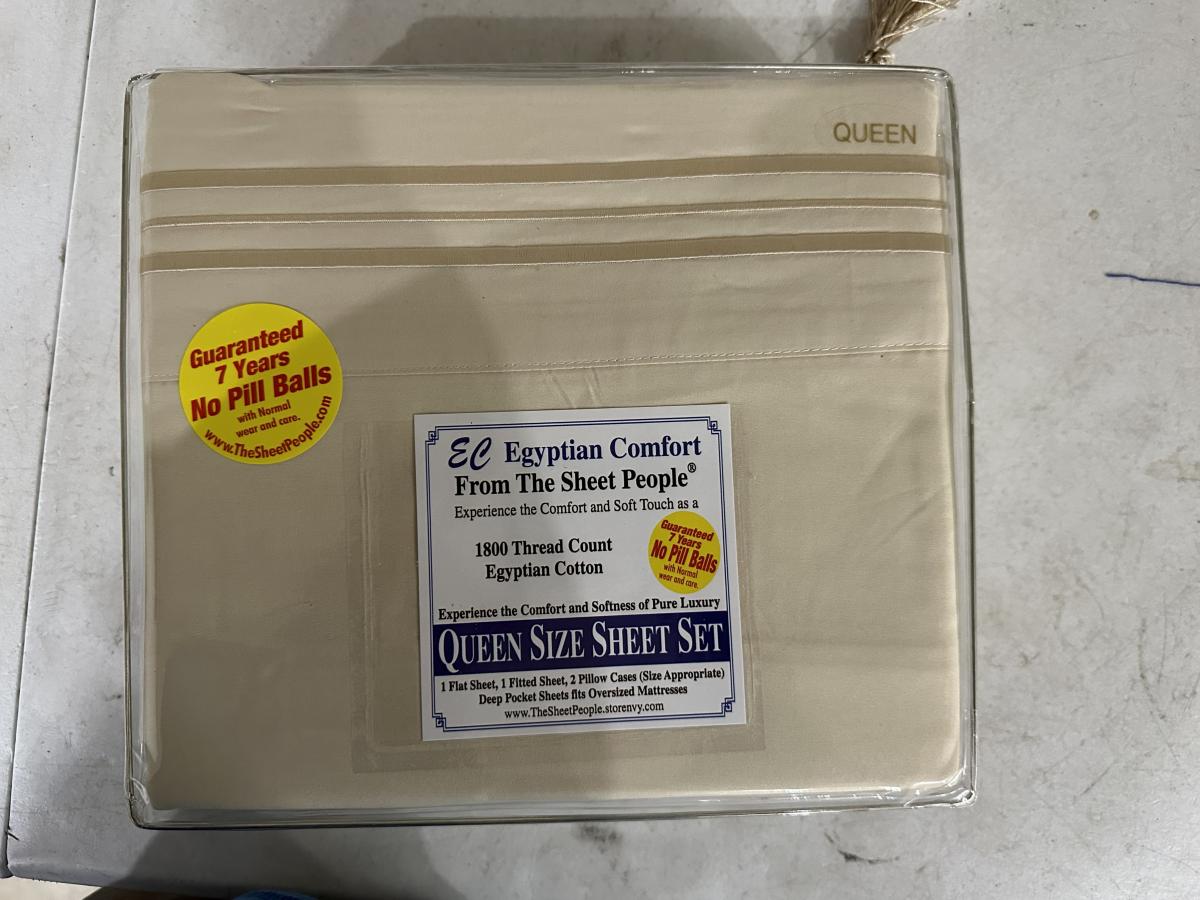 QUEEN
Guaranteed
7 Years
No Pill Balls
with Normal
wear and care.
www.TheSheetPeople.com
EC Egyptian Comfort
From The Sheet People®
Experience the Comfort and Soft Touch as a
1800 Thread Count
Egyptian Cotton
Guaranteed
7 Years
No Pill Balls
with Normal
wear and care.
Experience the Comfort and Softness of Pure Luxury
QUEEN SIZE SHEET SET
1 Flat Sheet, 1 Fitted Sheet, 2 Pillow Cases (Size Appropriate)
Deep Pocket Sheets fits Oversized Mattresses
www.TheSheetPeople.storenvy.com